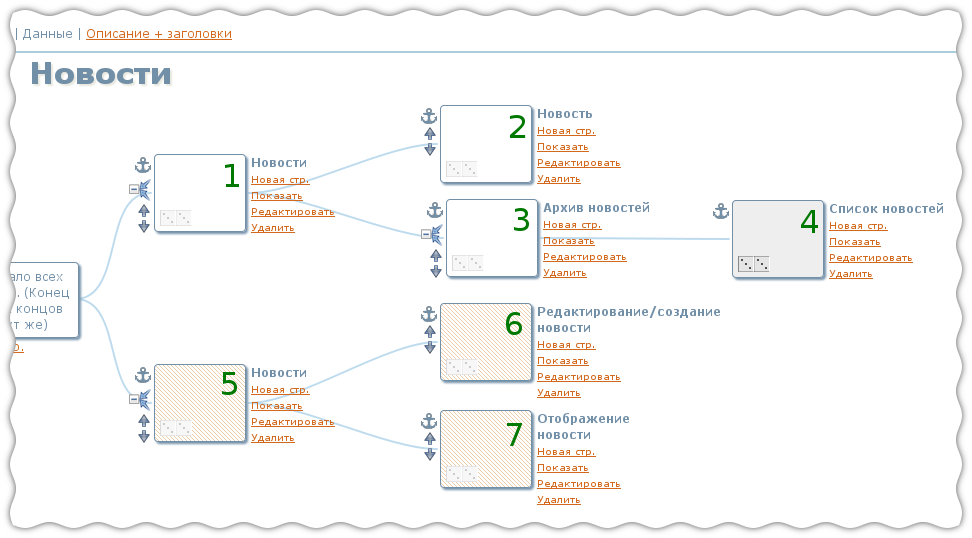 | Данные | Описание + заголовки
Новости
1
Новости
Новая стр.
Показать
Редактировать
Удалить
2
Новость
Новая стр.
Показать
Редактировать
Удалить
3
Архив новостей
Новая стр.
Показать
Редактировать
Удалить
4
Список новостей
Новая стр.
Показать
Редактировать
Удалить
ало всех
. (Конец
концов
т же)
р.
5
Новости
Новая стр.
Показать
Редактировать
Удалить
6
Редактирование/создание
новости
Новая стр.
Показать
Редактировать
Удалить
7
Отображение
новости
Новая стр.
Показать
Редактировать
Удалить